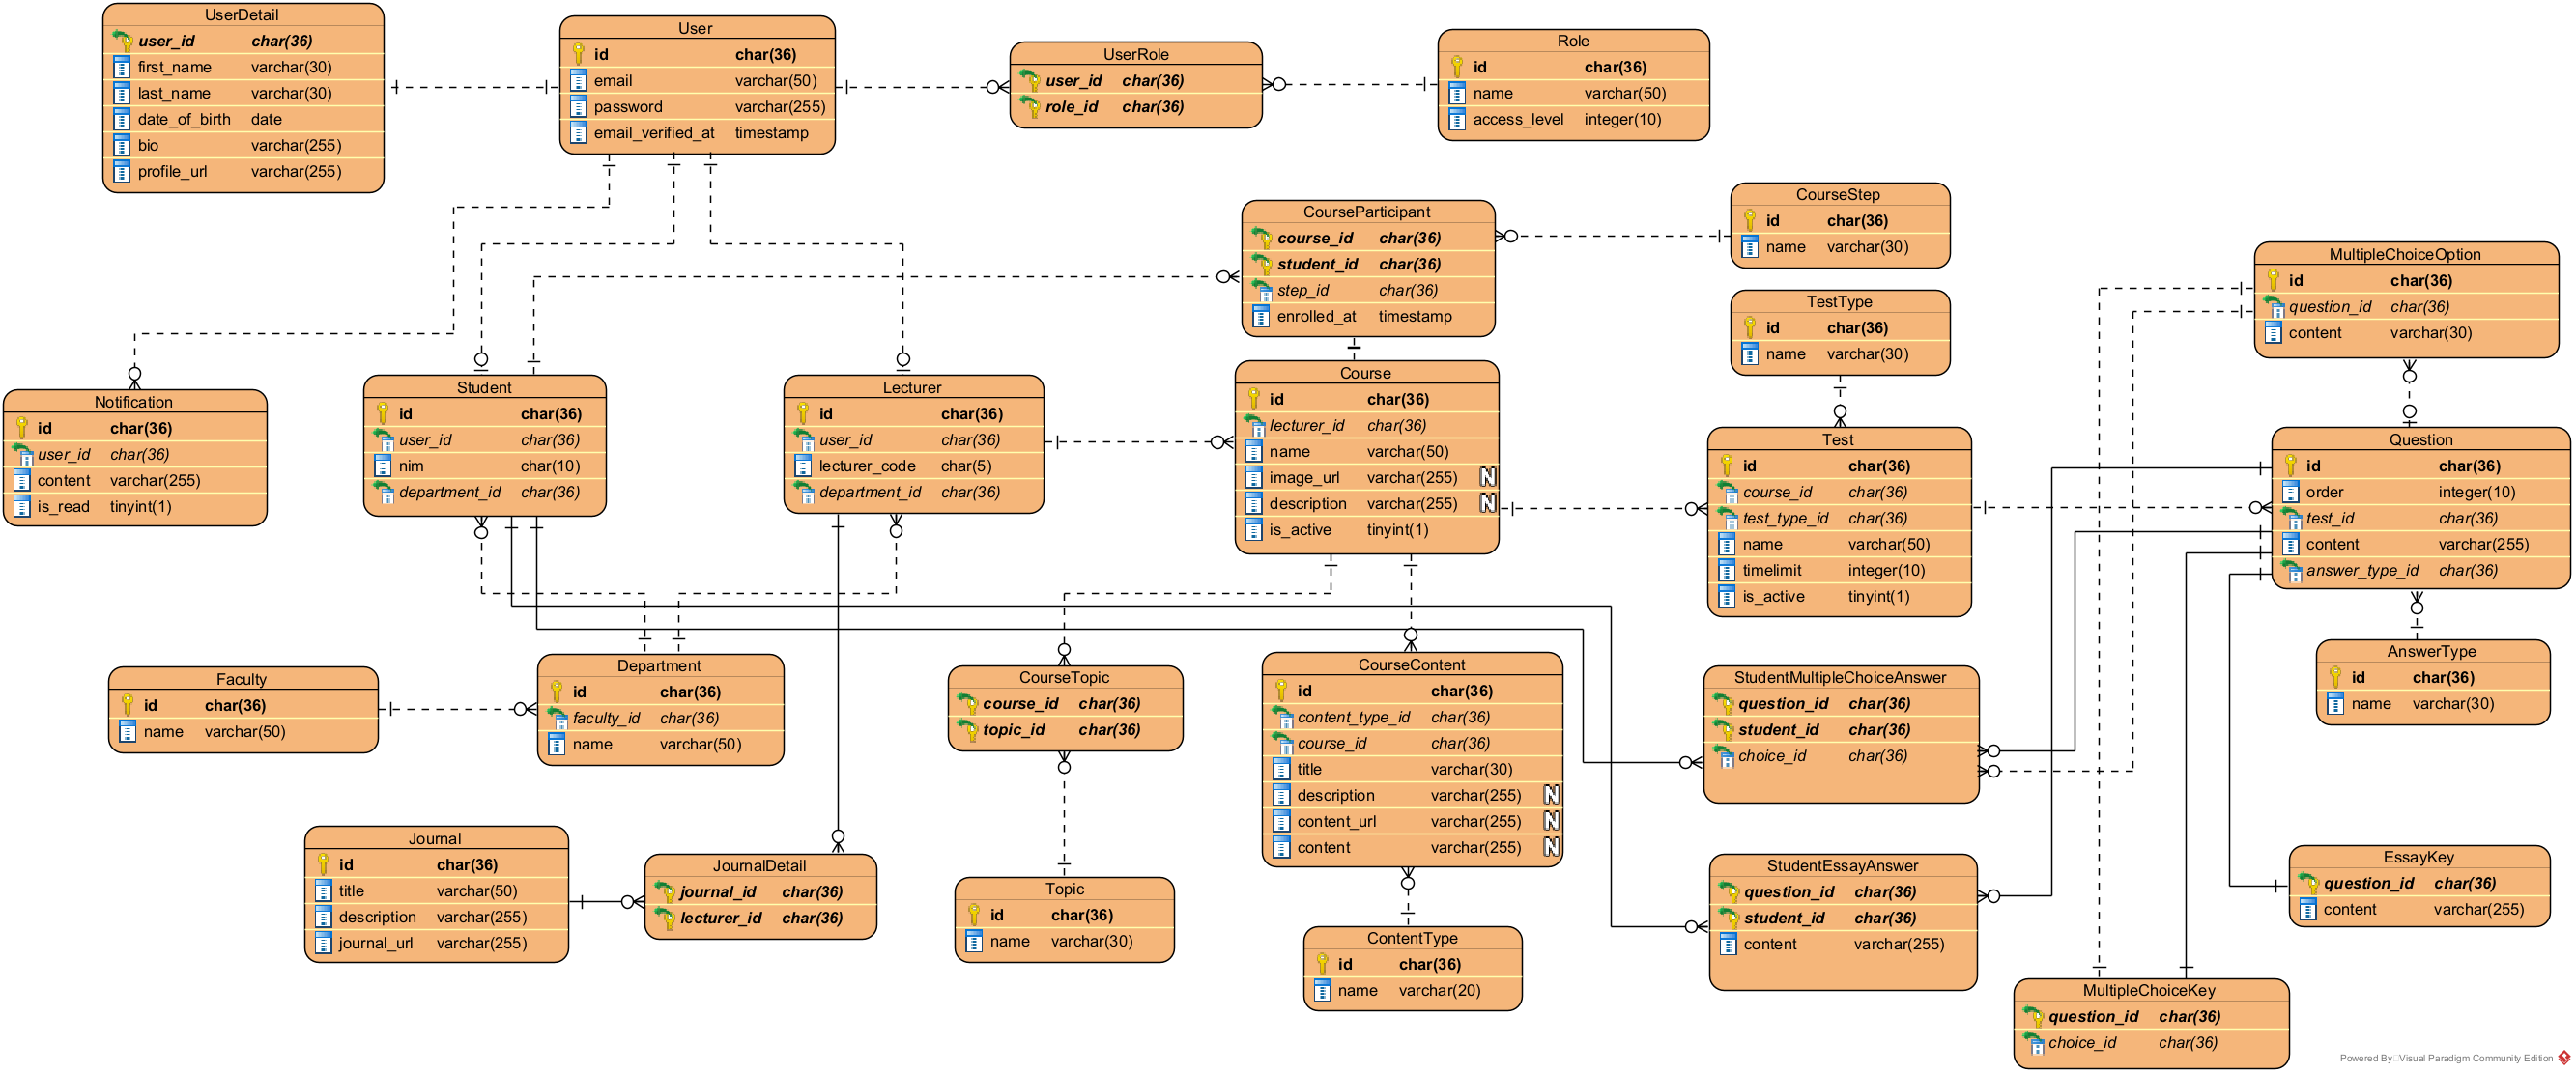 UserDetail
user_id char(36)
first_name varchar(30)
last_name varchar(30)
date_of_birth date
bio varchar(255)
profile_url varchar(255)
User
id char(36)
email varchar(50)
password varchar(255)
email_verified_at timestamp
UserRole
user_id char(36)
role_id char(36)
Role
id char(36)
name varchar(50)
access_level integer(10)
CourseParticipant
course_id char(36)
student_id char(36)
step_id char(36)
enrolled_at timestamp
CourseStep
id char(36)
name varchar(30)
TestType
id char(36)
name varchar(30)
MultipleChoiceOption
id char(36)
question_id char(36)
content varchar(30)
Notification
id char(36)
user_id char(36)
content varchar(255)
is_read tinyint(1)
Student
id char(36)
user_id char(36)
nim char(10)
department_id char(36)
Lecturer
id char(36)
user_id char(36)
lecturer_code char(5)
department_id char(36)
Course
id char(36)
lecturer_id char(36)
name varchar(50)
image_url varchar(255) N
description varchar(255) N
is_active tinyint(1)
Test
id char(36)
course_id char(36)
test_type_id char(36)
name varchar(50)
timelimit integer(10)
is_active tinyint(1)
Question
id char(36)
order integer(10)
test_id char(36)
content varchar(255)
answer_type_id char(36)
Faculty
id char(36)
name varchar(50)
Department
id char(36)
faculty_id char(36)
name varchar(50)
CourseTopic
course_id char(36)
topic_id char(36)
CourseContent
id char(36)
content_type_id char(36)
course_id char(36)
title varchar(30)
description varchar(255) N
content_url varchar(255) N
content varchar(255) N
StudentMultipleChoiceAnswer
question_id char(36)
student_id char(36)
choice_id char(36)
AnswerType
id char(36)
name varchar(30)
Journal
id char(36)
title varchar(50)
description varchar(255)
journal_url varchar(255)
JournalDetail
journal_id char(36)
lecturer_id char(36)
Topic
id char(36)
name varchar(30)
ContentType
id char(36)
name varchar(20)
StudentEssayAnswer
question_id char(36)
student_id char(36)
content varchar(255)
EssayKey
question_id char(36)
content varchar(255)
MultipleChoiceKey
question_id char(36)
choice_id char(36)
Powered By Visual Paradigm Community Edition